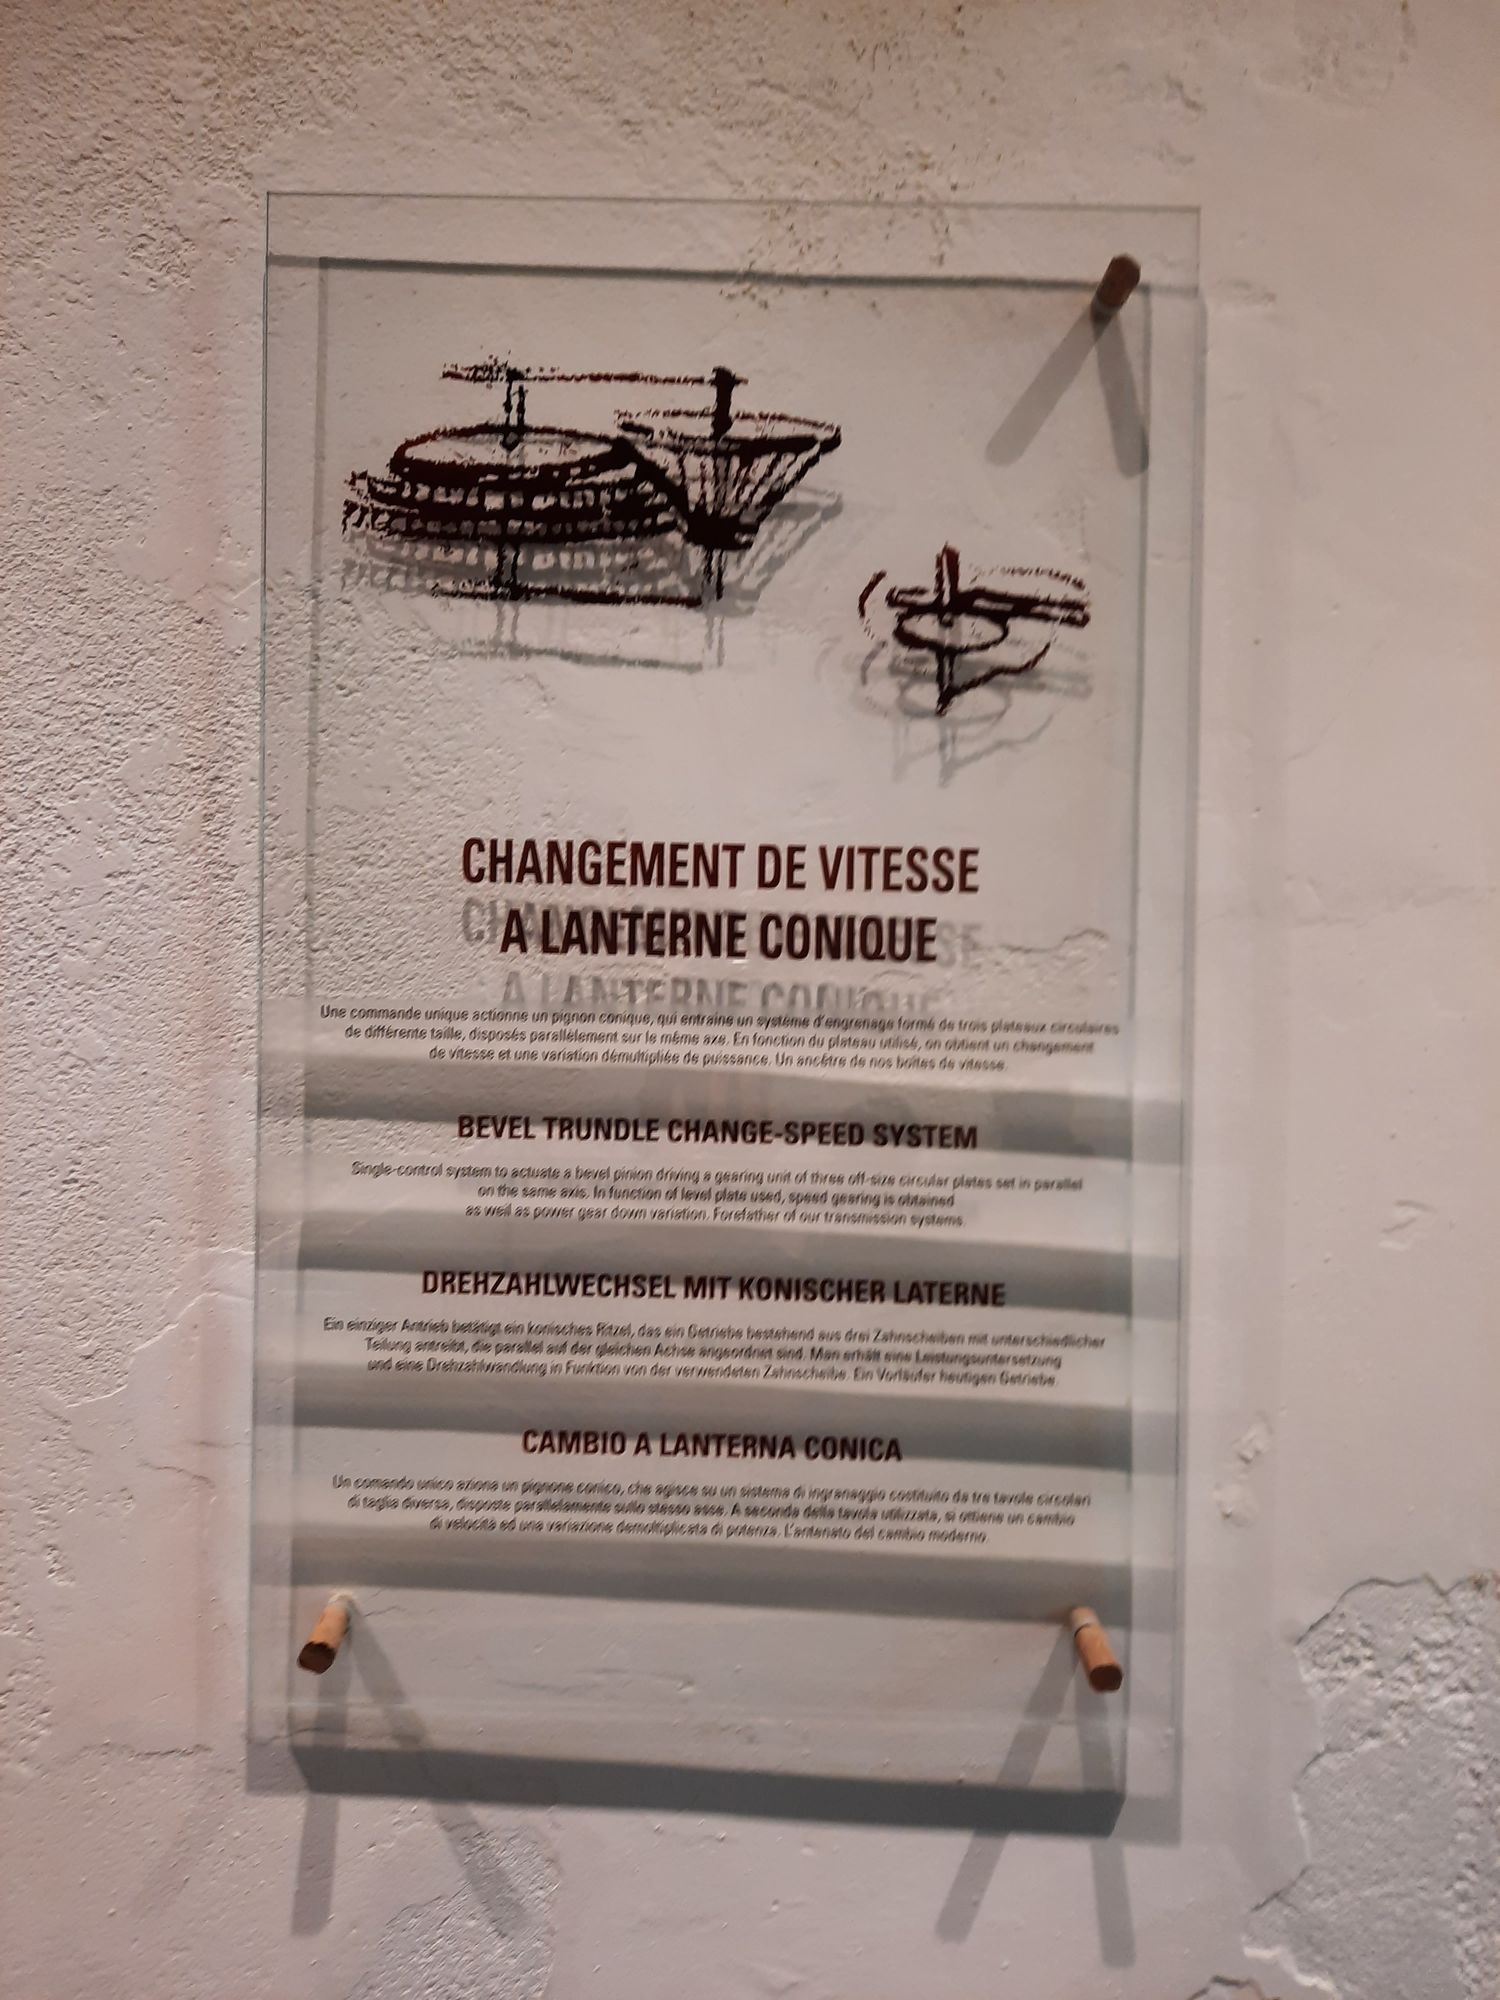 CHANGEMENT DE VITESSE
A LANTERNE CONIQUE
Une commande unique actionne un pignon conique, qui entraîne un système d'engrenage formé de trois plateaux circulaires
de différente taille, disposés parallèlement sur le même axe. En fonction du plateau utilisé, on obtient un changement
de vitesse et une variation démultipliée de puissance. Un ancêtre de nos boîtes de vitesse.
BEVEL TRUNDLE CHANGE-SPEED SYSTEM
Single-control system to actuate a bevel pinion driving a gearing unit of three off-size circular plates set in parallel
on the same axis. In function of level plate used, speed gearing is obtained
as well as power gear down variation. Forefather of our transmission systems.
DREHZAHLWECHSEL MIT KONISCHER LATERNE
Ein einziger Antrieb betätigt ein konisches Ritzel, das ein Getriebe bestehend aus drei Zahnscheiben mit unterschiedlicher
Teilung antreibt, die parallel auf der gleichen Achse angeordnet sind. Man erhält eine Leistungsuntersetzung
und eine Drehzahlwandlung in Funktion von der verwendeten Zahnscheibe. Ein Vorläufer heutigen Getriebe.
CAMBIO A LANTERNA CONICA
Un comando unico aziona un pignone conico, che agisce su un sistema di ingranaggio costituito da tre tavole circolari
di taglia diversa, disposte parallelamente sullo stesso asse. A seconda della tavola utilizzata, si ottiene un cambio
di velocità ed una variazione demoltiplicata di potenza. L'antenato del cambio moderno.